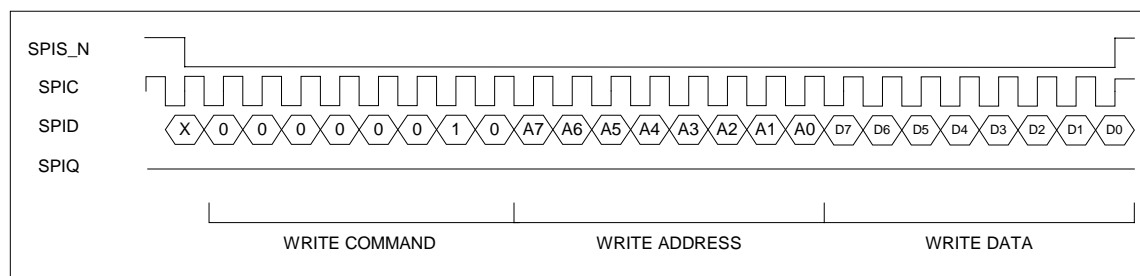 SPIS_N
SPIC
SPID X 0 0 0 0 0 0 1 0 A7 A6 A5 A4 A3 A2 A1 A0 D7 D6 D5 D4 D3 D2 D1 D0
SPIQ
WRITE COMMAND WRITE ADDRESS WRITE DATA